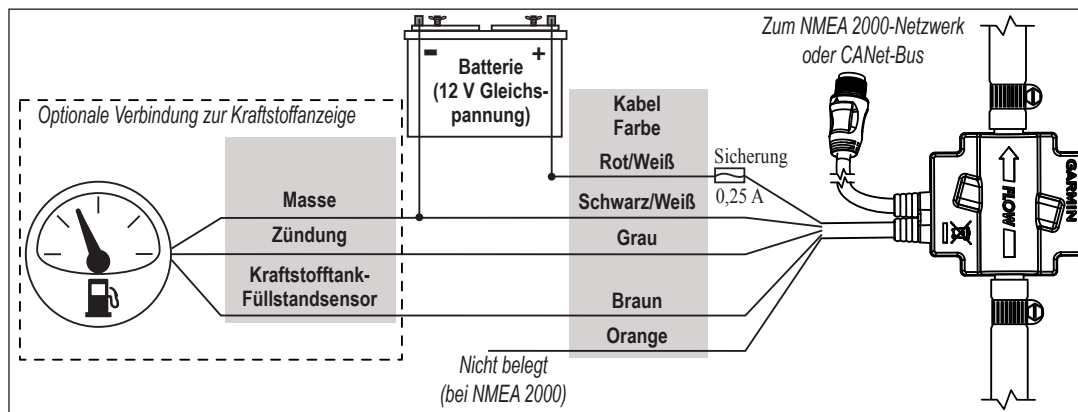 Zum NMEA 2000-Netzwerk
oder CANet-Bus
-
+
Batterie
(12 V Gleichs-
pannung)
Optionale Verbindung zur Kraftstoffanzeige
Kabel
Farbe
Rot/Weiß
Sicherung
0,25 A
Masse
Schwarz/Weiß
Zündung
Grau
Kraftstofftank-
Füllstandsensor
Braun
Orange
Nicht belegt
(bei NMEA 2000)
FLOW
GARMIN